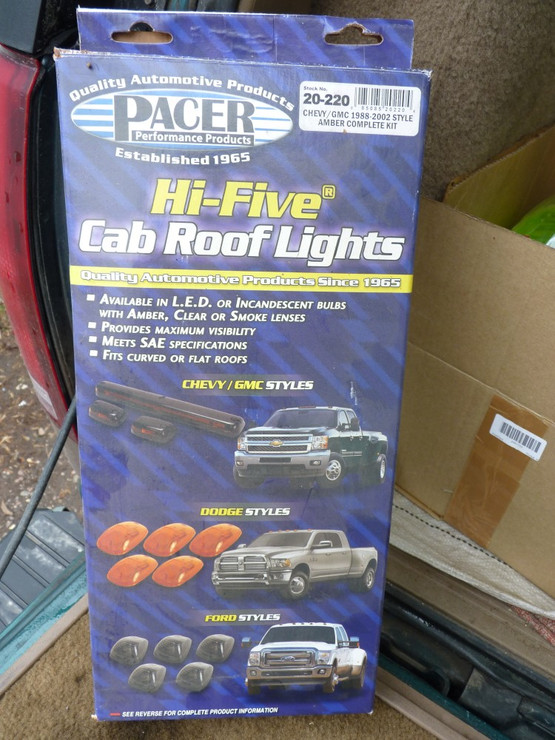 Quality Automotive Products
PACER
Performance Products
Established 1965
Stock No.
20-220
CHEVY/GMC 1988-2002 STYLE
AMBER COMPLETE KIT
Hi-Five®
Cab Roof Lights
Quality Automotive Products Since 1965
▪ AVAILABLE IN L.E.D. OR INCANDESCENT BULBS
WITH AMBER, CLEAR OR SMOKE LENSES
▪ PROVIDES MAXIMUM VISIBILITY
▪ MEETS SAE SPECIFICATIONS
▪ FITS CURVED OR FLAT ROOFS
CHEVY / GMC STYLES
DODGE STYLES
FORD STYLES
SEE REVERSE FOR COMPLETE PRODUCT INFORMATION